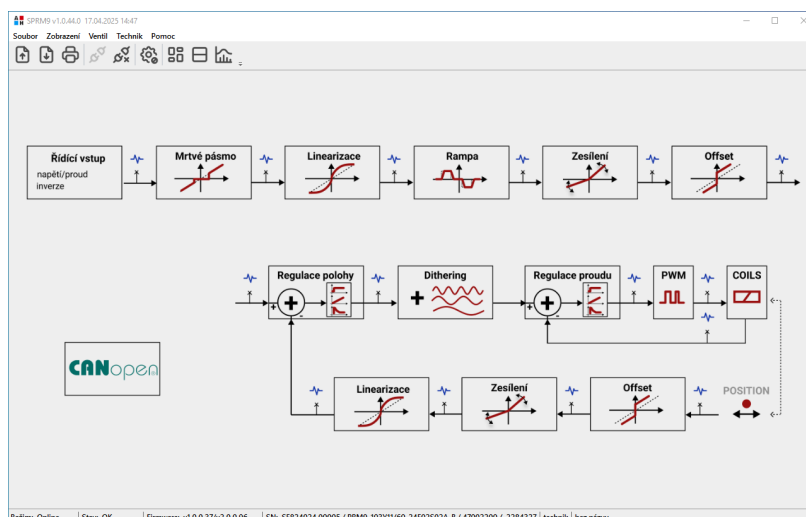 SPRM9 v1.0.44.0 17.04.2025 14:47
Soubor Zobrazení Ventil Technik Pomoc
Řídící vstup
napětí/proud
inverze
Mrtvé pásmo
Linearizace
Rampa
Zesílení
Offset
Regulace polohy
Dithering
Regulace proudu
PWM
COILS
CANopen
Linearizace
Zesílení
Offset
POSITION